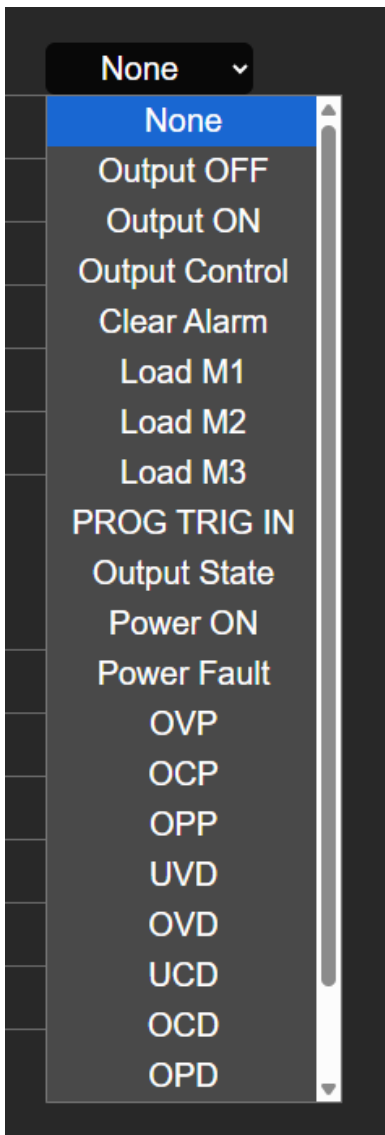 None
None
Output OFF
Output ON
Output Control
Clear Alarm
Load M1
Load M2
Load M3
PROG TRIG IN
Output State
Power ON
Power Fault
OVP
OCP
OPP
UVD
OVD
UCD
OCD
OPD